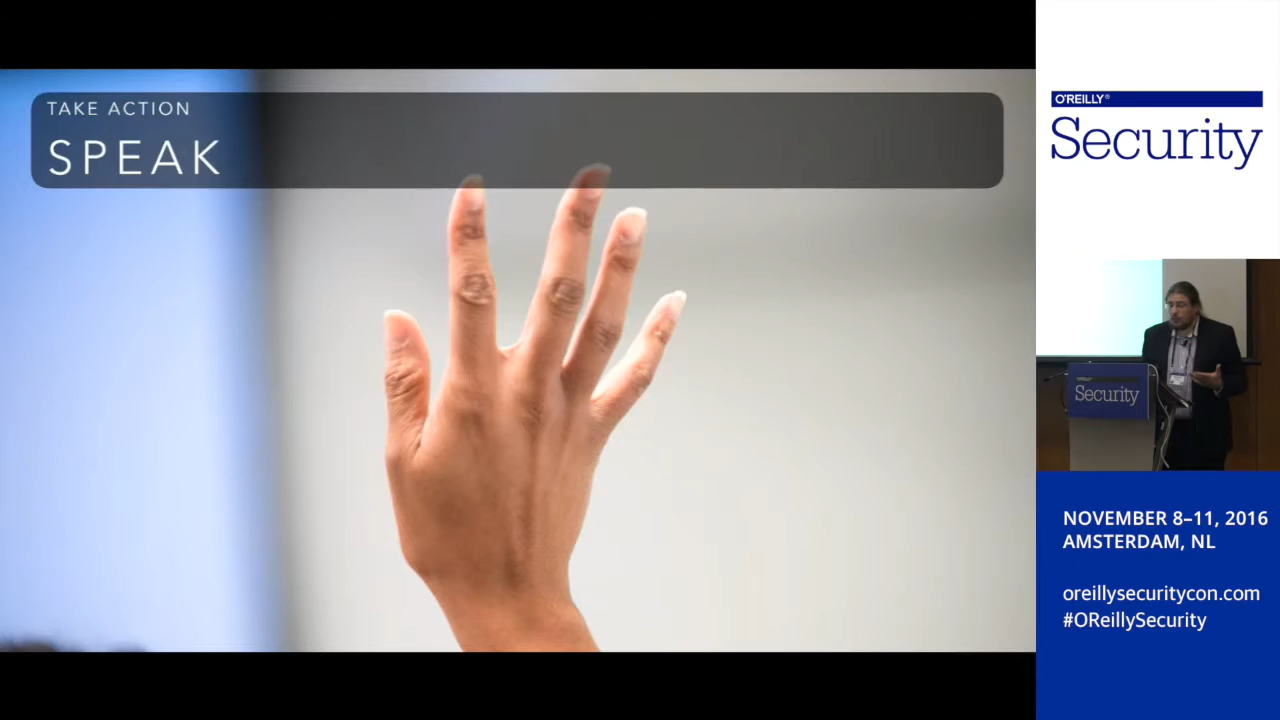 TAKE ACTION
SPEAK
O'REILLY®
Security
Security
NOVEMBER 8–11, 2016
AMSTERDAM, NL
oreillysecuritycon.com
#OReillySecurity